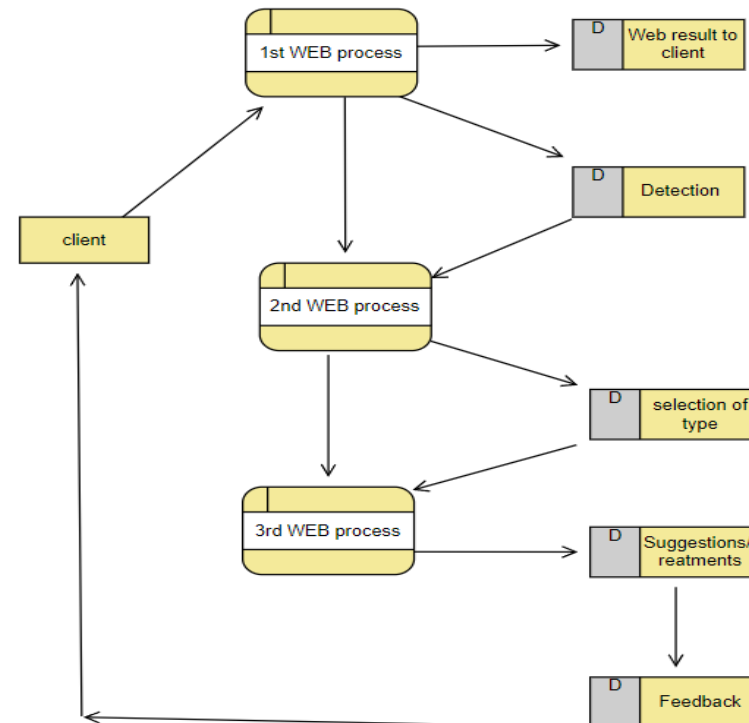 D
Web result to
client
1st WEB process
D
Detection
client
2nd WEB process
D
selection of
type
3rd WEB process
D
Suggestions/
reatments
D
Feedback